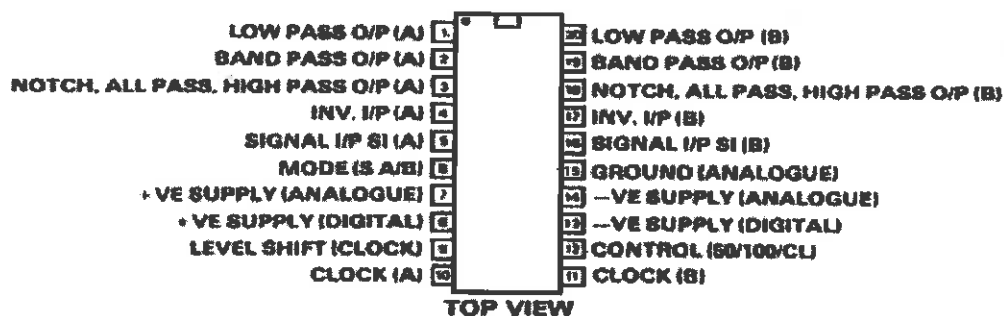 LOW PASS O/P (A) 1
BAND PASS O/P (A) 2
NOTCH, ALL PASS, HIGH PASS O/P (A) 3
INV. I/P (A) 4
SIGNAL I/P SI (A) 5
MODE (S A/B) 6
+VE SUPPLY (ANALOGUE) 7
+VE SUPPLY (DIGITAL) 8
LEVEL SHIFT (CLOCK) 9
CLOCK (A) 10
20 LOW PASS O/P (B)
19 BAND PASS O/P (B)
18 NOTCH, ALL PASS, HIGH PASS O/P (B)
17 INV. I/P (B)
16 SIGNAL I/P SI (B)
15 GROUND (ANALOGUE)
14 –VE SUPPLY (ANALOGUE)
13 –VE SUPPLY (DIGITAL)
12 CONTROL (50/100/CL)
11 CLOCK (B)
TOP VIEW